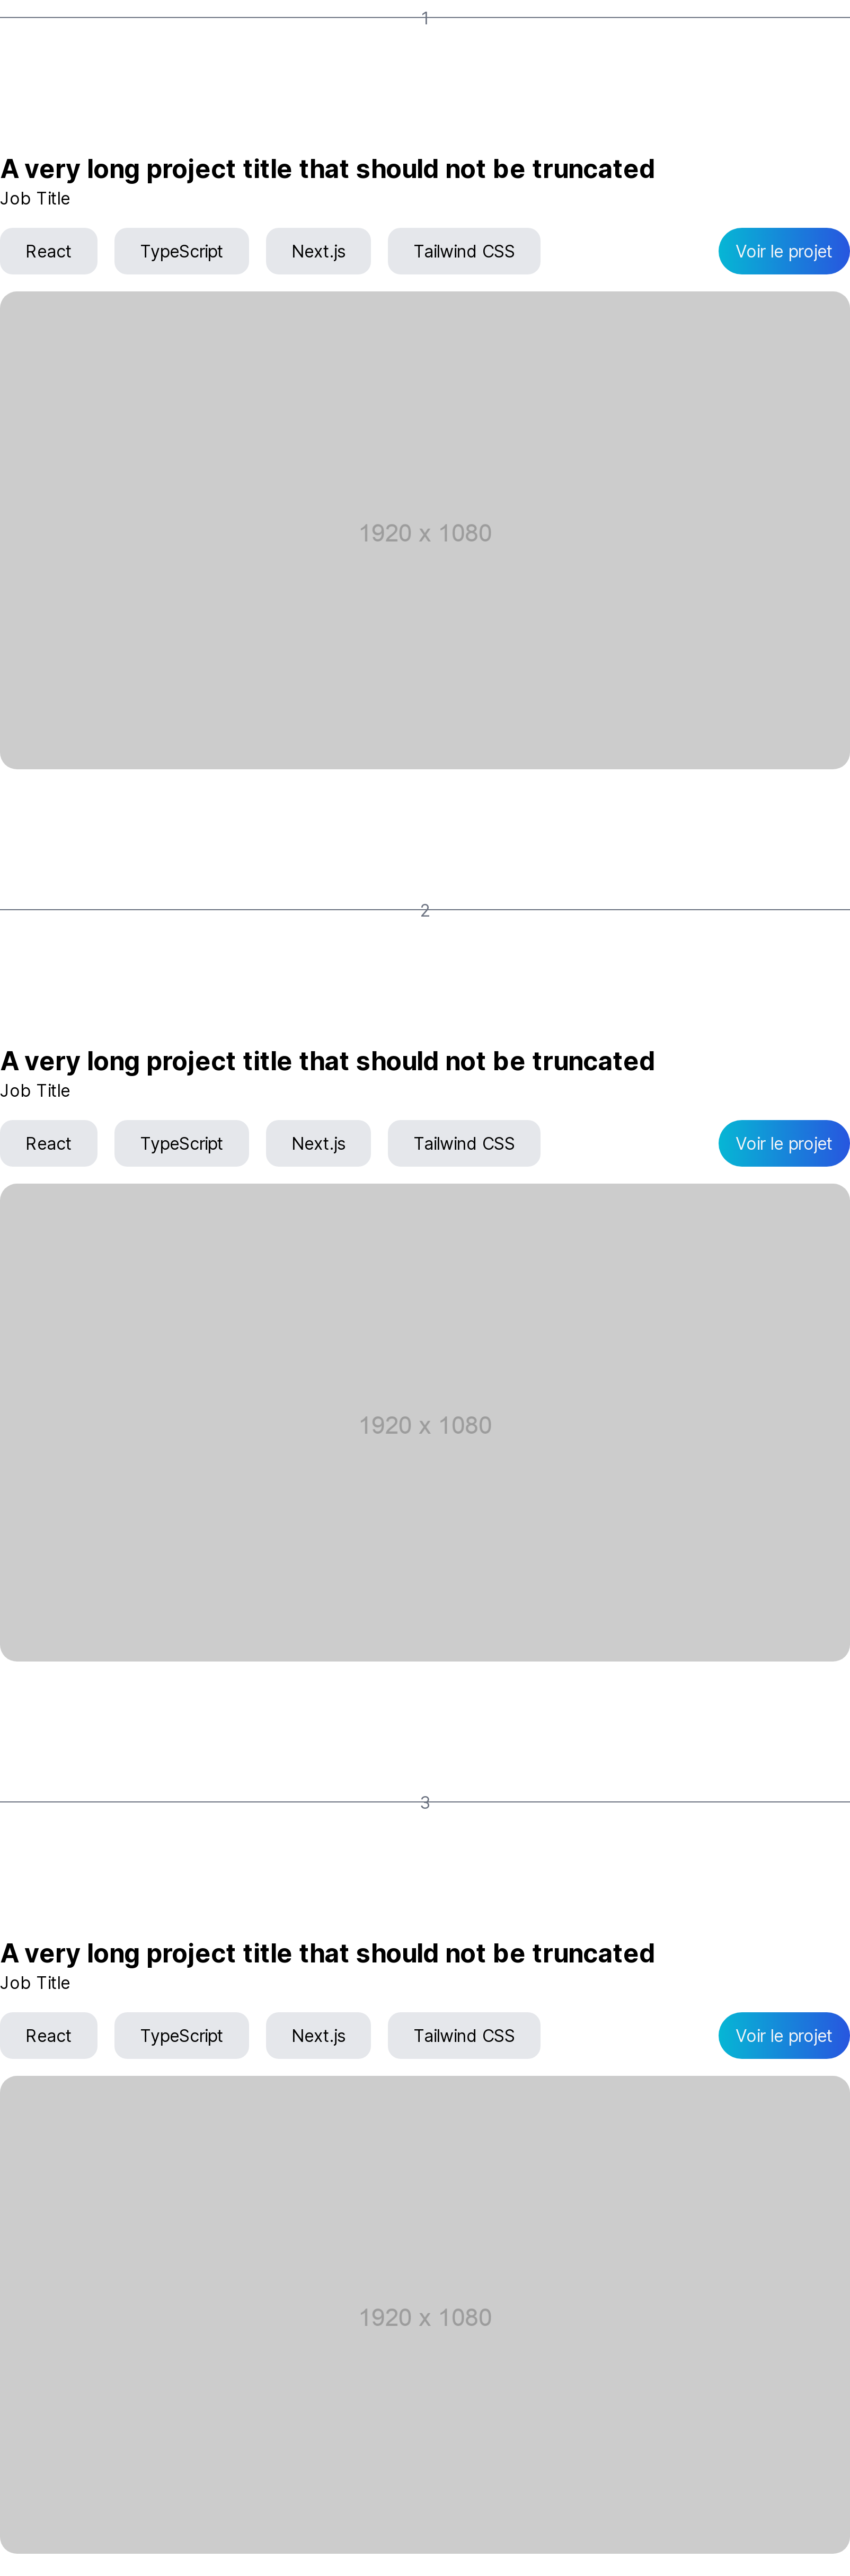 1
A very long project title that should not be truncated
Job Title
React TypeScript Next.js Tailwind CSS Voir le projet
1920 x 1080
2
A very long project title that should not be truncated
Job Title
React TypeScript Next.js Tailwind CSS Voir le projet
1920 x 1080
3
A very long project title that should not be truncated
Job Title
React TypeScript Next.js Tailwind CSS Voir le projet
1920 x 1080